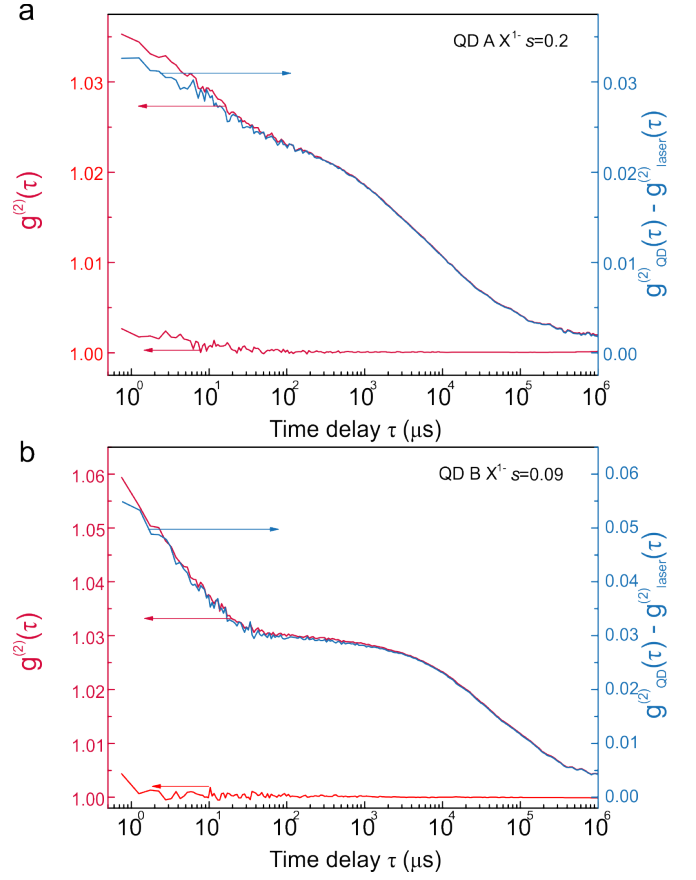 a
QD A X¹⁻ s=0.2
1.03
1.02
1.01
1.00
g⁽²⁾(τ)
0.03
0.02
0.01
0.00
g⁽²⁾QD(τ) - g⁽²⁾laser(τ)
10⁰ 10¹ 10² 10³ 10⁴ 10⁵ 10⁶
Time delay τ (μs)
b
QD B X¹⁻ s=0.09
1.06
1.05
1.04
1.03
1.02
1.01
1.00
g⁽²⁾(τ)
0.06
0.05
0.04
0.03
0.02
0.01
0.00
g⁽²⁾QD(τ) - g⁽²⁾laser(τ)
10⁰ 10¹ 10² 10³ 10⁴ 10⁵ 10⁶
Time delay τ (μs)